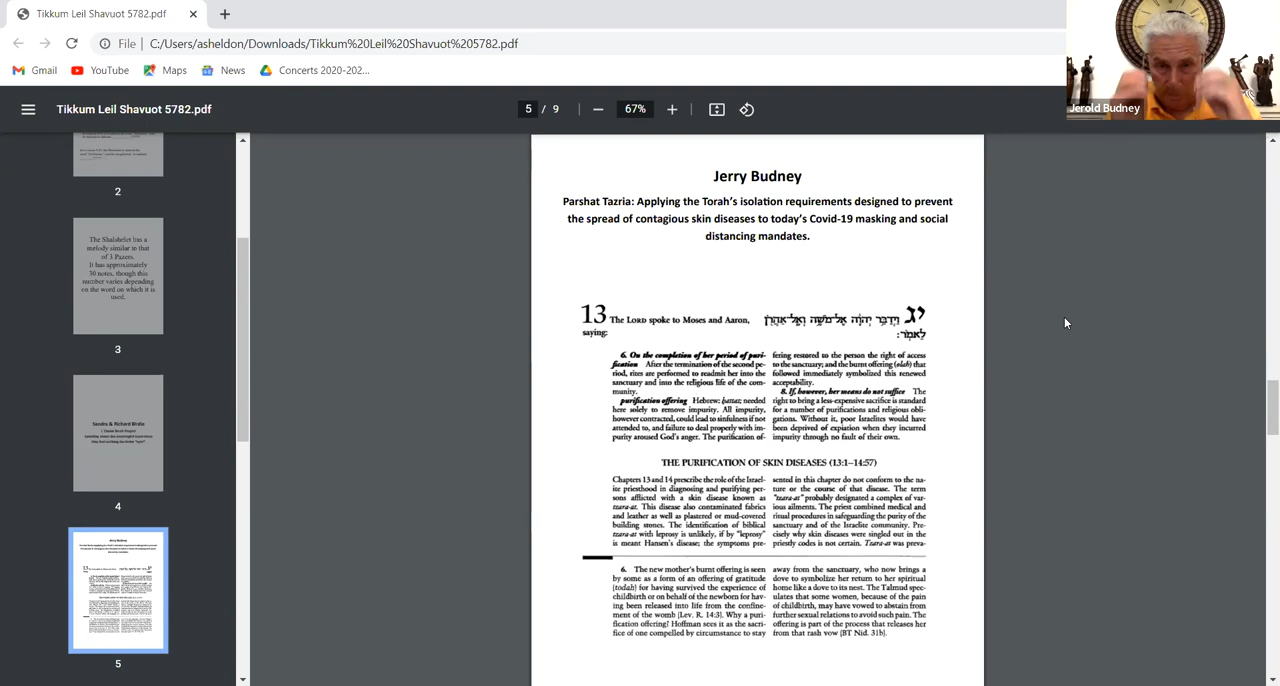 Tikkum Leil Shavuot 5782.pdf
File
C:/Users/asheldon/Downloads/Tikkum%20Leil%20Shavuot%205782.pdf
Gmail
YouTube
Maps
News
Concerts 2020-202...
Tikkum Leil Shavuot 5782.pdf
5 / 9
67%
Jerold Budney
2
The Shalshelet has a
melody similar to that
of 3 Pazers.
It has approximately
30 notes, though this
number varies depending
on the word on which it is
used.
3
Sandra & Richard Birdie
4
5
Jerry Budney
Parshat Tazria: Applying the Torah's isolation requirements designed to prevent
the spread of contagious skin diseases to today's Covid-19 masking and social
distancing mandates.
13 The LORD spoke to Moses and Aaron,
saying:
יג וַיְדַבֵּר יְהֹוָה אֶל־מֹשֶׁה וְאֶל־אַהֲרֹן
לֵאמֹר:
6. On the completion of her period of puri-
fication After the termination of the second pe-
riod, rites are performed to readmit her into the
sanctuary and into the religious life of the com-
munity.
purification offering Hebrew: ḥattat; needed
here solely to remove impurity. All impurity,
however contracted, could lead to sinfulness if not
attended to, and failure to deal properly with im-
purity aroused God's anger. The purification of-
fering restored to the person the right of access
to the sanctuary; and the burnt offering (olah) that
followed immediately symbolized this renewed
acceptability.
8. If, however, her means do not suffice The
right to bring a less-expensive sacrifice is standard
for a number of purifications and religious obli-
gations. Without it, poor Israelites would have
been deprived of expiation when they incurred
impurity through no fault of their own.
THE PURIFICATION OF SKIN DISEASES (13:1–14:57)
Chapters 13 and 14 prescribe the role of the Israel-
ite priesthood in diagnosing and purifying per-
sons afflicted with a skin disease known as
tzara·at. This disease also contaminated fabrics
and leather as well as plastered or mud-covered
building stones. The identification of biblical
tzara·at with leprosy is unlikely, if by "leprosy"
is meant Hansen's disease; the symptoms pre-
sented in this chapter do not conform to the na-
ture or the course of that disease. The term
"tzara·at" probably designated a complex of var-
ious ailments. The priest combined medical and
ritual procedures in safeguarding the purity of the
sanctuary and of the Israelite community. Pre-
cisely why skin diseases were singled out in the
priestly codes is not certain. Tzara·at was preva-
6. The new mother's burnt offering is seen
by some as a form of an offering of gratitude
(todah) for having survived the experience of
childbirth or on behalf of the newborn for hav-
ing been released into life from the confine-
ment of the womb [Lev. R. 14:3]. Why a puri-
fication offering? Hoffman sees it as the sacri-
fice of one compelled by circumstance to stay
away from the sanctuary, who now brings a
dove to symbolize her return to her spiritual
home like a dove to its nest. The Talmud spec-
ulates that some women, because of the pain
of childbirth, may have vowed to abstain from
further sexual relations to avoid such pain. The
offering is part of the process that releases her
from that rash vow [BT Nid. 31b].